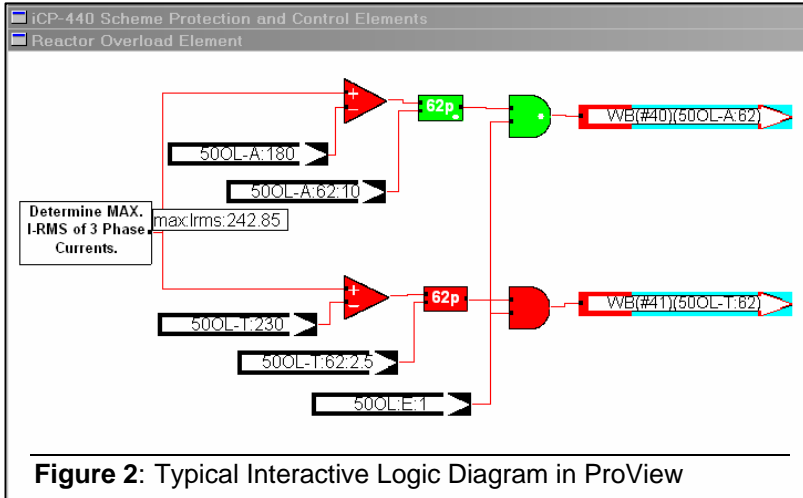 iCP-440 Scheme Protection and Control Elements
Reactor Overload Element
+
−
62p
WB(#40)(50OL-A:62)
50OL-A:180
50OL-A:62:10
Determine MAX.
I-RMS of 3 Phase
Currents.
max:Irms:242.85
+
−
62p
WB(#41)(50OL-T:62)
50OL-T:230
50OL-T:62:2.5
50OL:E:1
Figure 2: Typical Interactive Logic Diagram in ProView